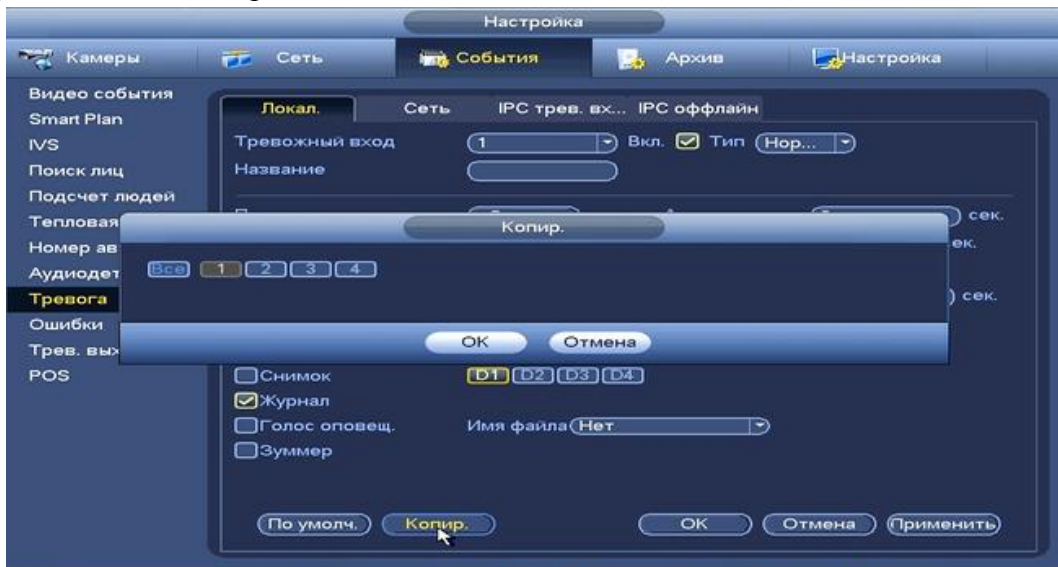 Настройка
Камеры Сеть События Архив Настройка
Видео события
Smart Plan
IVS
Поиск лиц
Подсчет людей
Тепловая
Номер ав
Аудиодет
Тревога
Ошибки
Трев. вых
POS
Локал. Сеть IPC трев. вх... IPC оффлайн
Тревожный вход 1 Вкл. Тип Нор...
Название
сек.
ек.
сек.
Копир.
Все 1 2 3 4
OK Отмена
Снимок D1 D2 D3 D4
Журнал
Голос оповещ. Имя файла Нет
Зуммер
По умолч. Копир. OK Отмена Применить